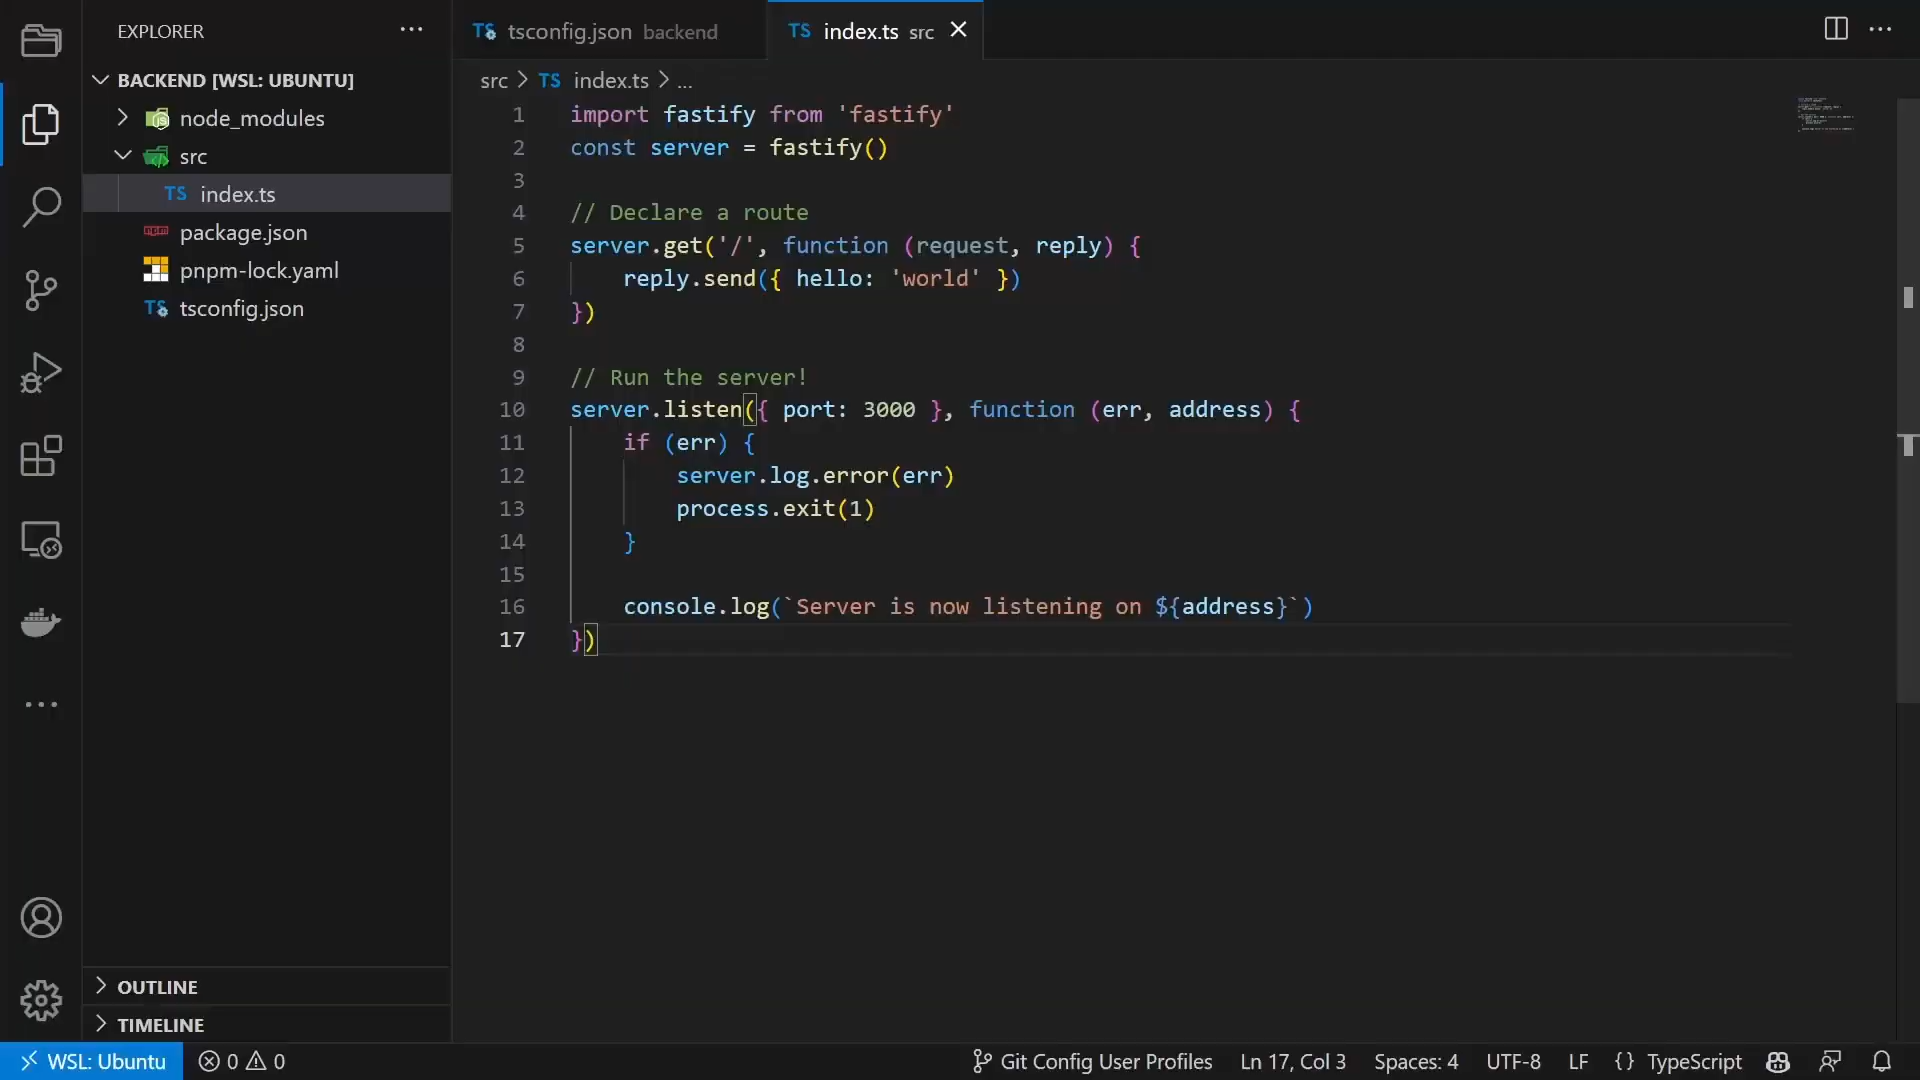 EXPLORER
BACKEND [WSL: UBUNTU]
node_modules
src
TS index.ts
package.json
pnpm-lock.yaml
TS tsconfig.json
OUTLINE
TIMELINE
TS tsconfig.json backend
TS index.ts src
src > TS index.ts > ...
1 import fastify from 'fastify'
2 const server = fastify()
3
4 // Declare a route
5 server.get('/', function (request, reply) {
6 reply.send({ hello: 'world' })
7 })
8
9 // Run the server!
10 server.listen({ port: 3000 }, function (err, address) {
11 if (err) {
12 server.log.error(err)
13 process.exit(1)
14 }
15
16 console.log(`Server is now listening on ${address}`)
17 })
WSL: Ubuntu 0 0 Git Config User Profiles Ln 17, Col 3 Spaces: 4 UTF-8 LF {} TypeScript